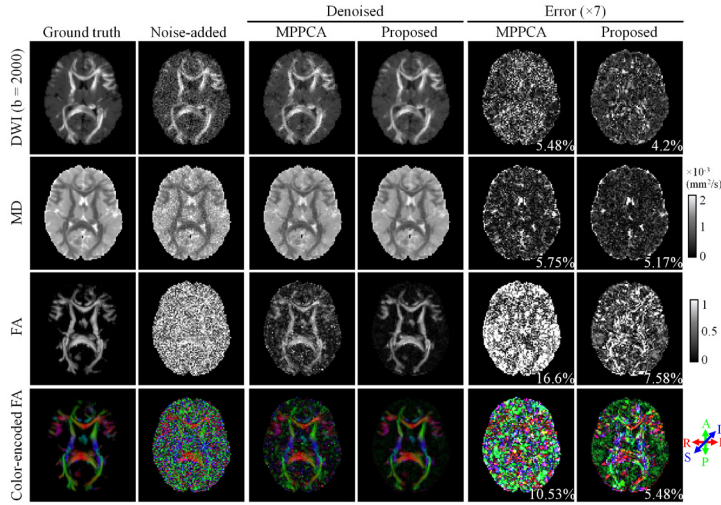 Denoised Error (×7)
Ground truth Noise-added MPPCA Proposed MPPCA Proposed
DWI (b = 2000)
5.48% 4.2%
MD
×10-3
(mm2/s)
2
1
0
5.75% 5.17%
FA
1
0.5
0
16.6% 7.58%
Color-encoded FA
A I
R L
S P
10.53% 5.48%